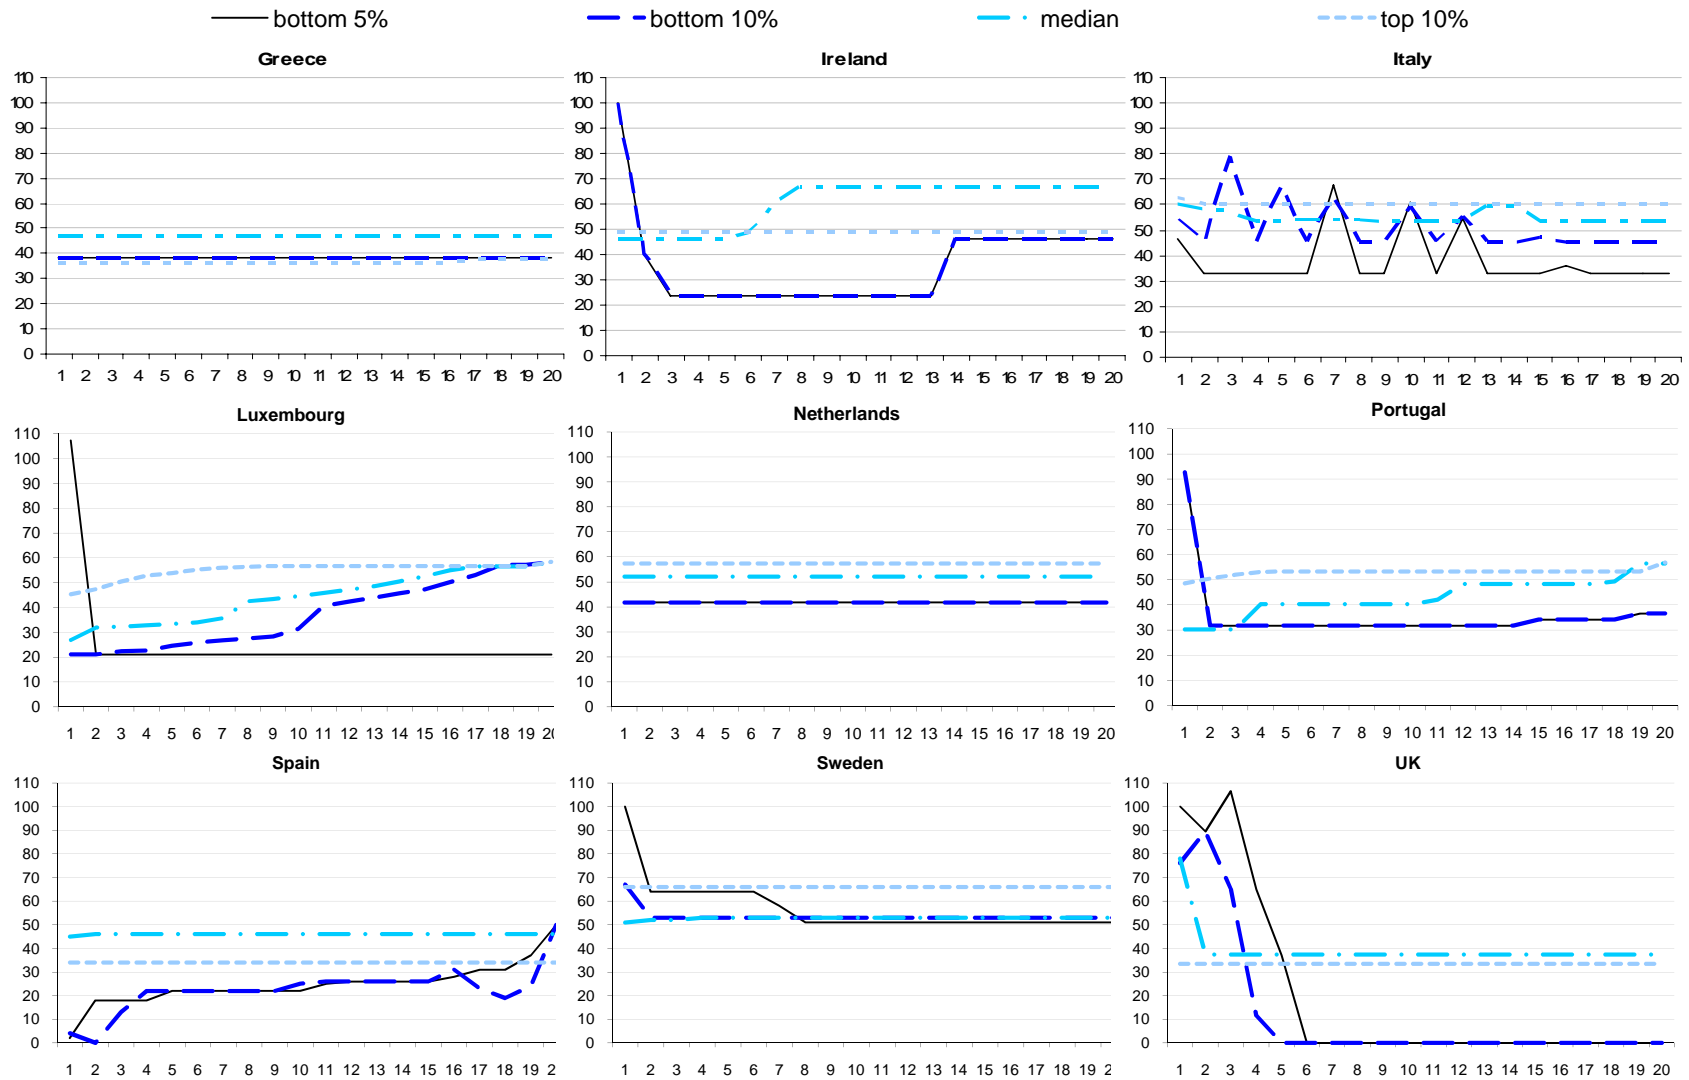 bottom 5% bottom 10% median top 10%
Greece Ireland Italy
110 110 110
100 100 100
90 90 90
80 80 80
70 70 70
60 60 60
50 50 50
40 40 40
30 30 30
20 20 20
10 10 10
0 0 0
1 2 3 4 5 6 7 8 9 10 11 12 13 14 15 16 17 18 19 20 1 2 3 4 5 6 7 8 9 10 11 12 13 14 15 16 17 18 19 20 1 2 3 4 5 6 7 8 9 10 11 12 13 14 15 16 17 18 19 20
Luxembourg Netherlands Portugal
110 110 110
100 100 100
90 90 90
80 80 80
70 70 70
60 60 60
50 50 50
40 40 40
30 30 30
20 20 20
10 10 10
0 0 0
1 2 3 4 5 6 7 8 9 10 11 12 13 14 15 16 17 18 19 20 1 2 3 4 5 6 7 8 9 10 11 12 13 14 15 16 17 18 19 20 1 2 3 4 5 6 7 8 9 10 11 12 13 14 15 16 17 18 19 20
Spain Sweden UK
110 110 110
100 100 100
90 90 90
80 80 80
70 70 70
60 60 60
50 50 50
40 40 40
30 30 30
20 20 20
10 10 10
0 0 0
1 2 3 4 5 6 7 8 9 10 11 12 13 14 15 16 17 18 19 2 1 2 3 4 5 6 7 8 9 10 11 12 13 14 15 16 17 18 19 2 1 2 3 4 5 6 7 8 9 10 11 12 13 14 15 16 17 18 19 20